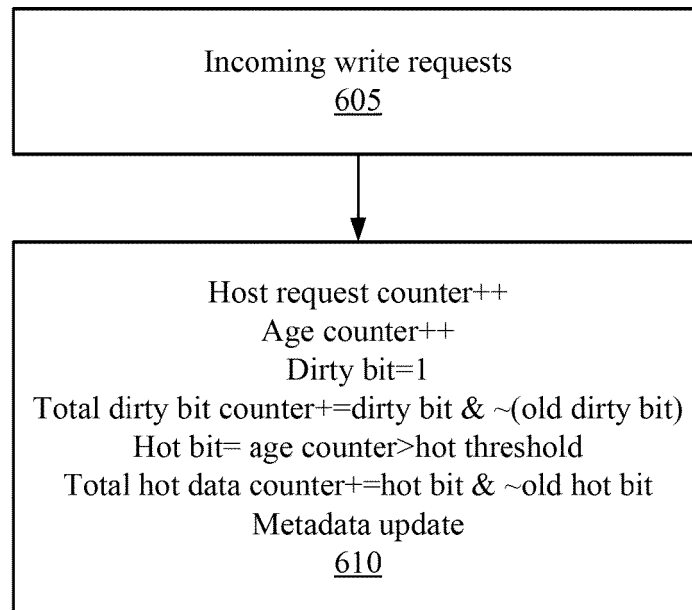 Incoming write requests
605
Host request counter++
Age counter++
Dirty bit=1
Total dirty bit counter+=dirty bit & ~(old dirty bit)
Hot bit= age counter>hot threshold
Total hot data counter+=hot bit & ~old hot bit
Metadata update
610